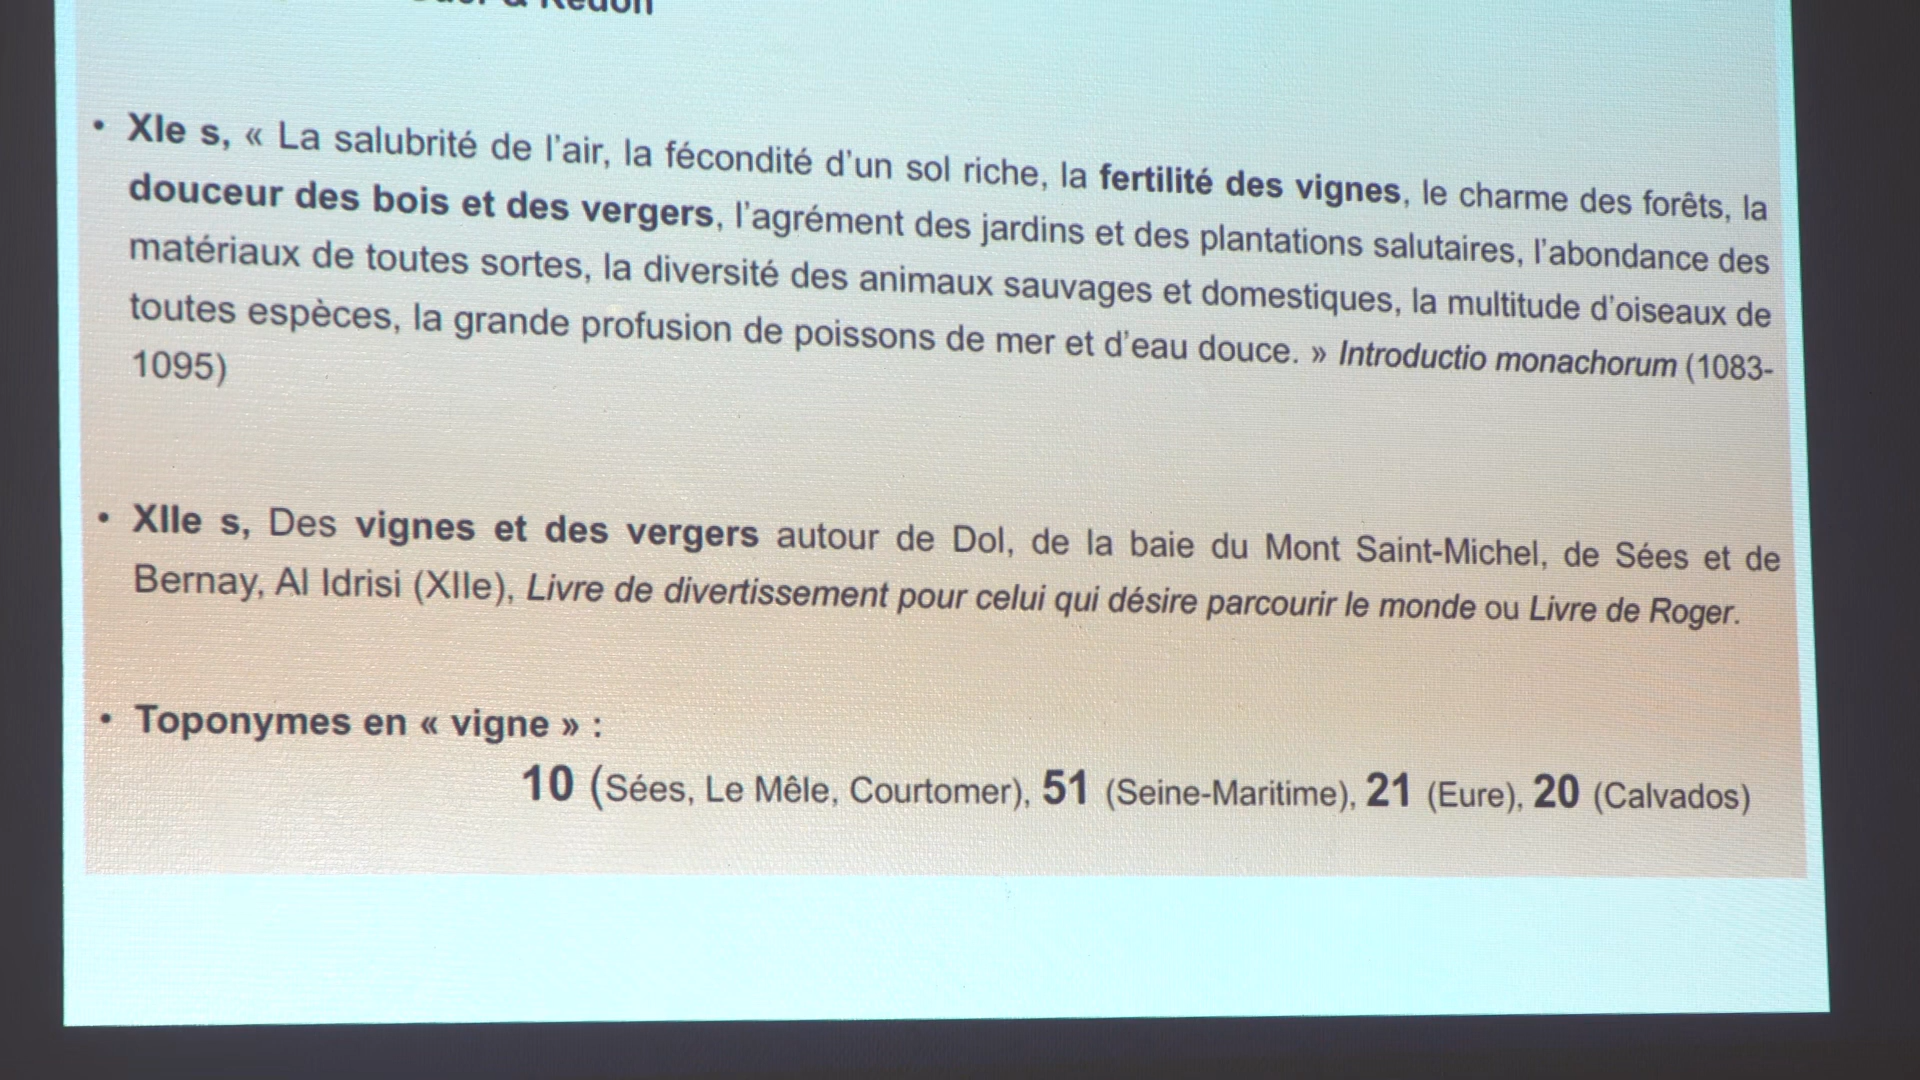 & Redon
• XIe s, « La salubrité de l'air, la fécondité d'un sol riche, la fertilité des vignes, le charme des forêts, la
douceur des bois et des vergers, l'agrément des jardins et des plantations salutaires, l'abondance des
matériaux de toutes sortes, la diversité des animaux sauvages et domestiques, la multitude d'oiseaux de
toutes espèces, la grande profusion de poissons de mer et d'eau douce. » Introductio monachorum (1083-
1095)
• XIIe s, Des vignes et des vergers autour de Dol, de la baie du Mont Saint-Michel, de Sées et de
Bernay, Al Idrisi (XIIe), Livre de divertissement pour celui qui désire parcourir le monde ou Livre de Roger.
• Toponymes en « vigne » :
10 (Sées, Le Mêle, Courtomer), 51 (Seine-Maritime), 21 (Eure), 20 (Calvados)